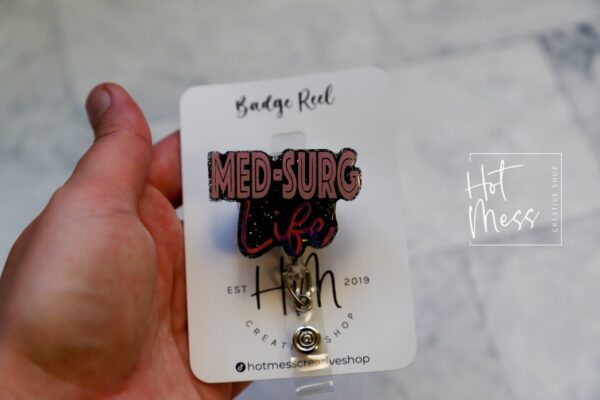 Badge Reel
MED-SURG
Life
EST HM 2019
CREATIVE SHOP
hotmesscreativeshop
Hot
Mess
CREATIVE SHOP